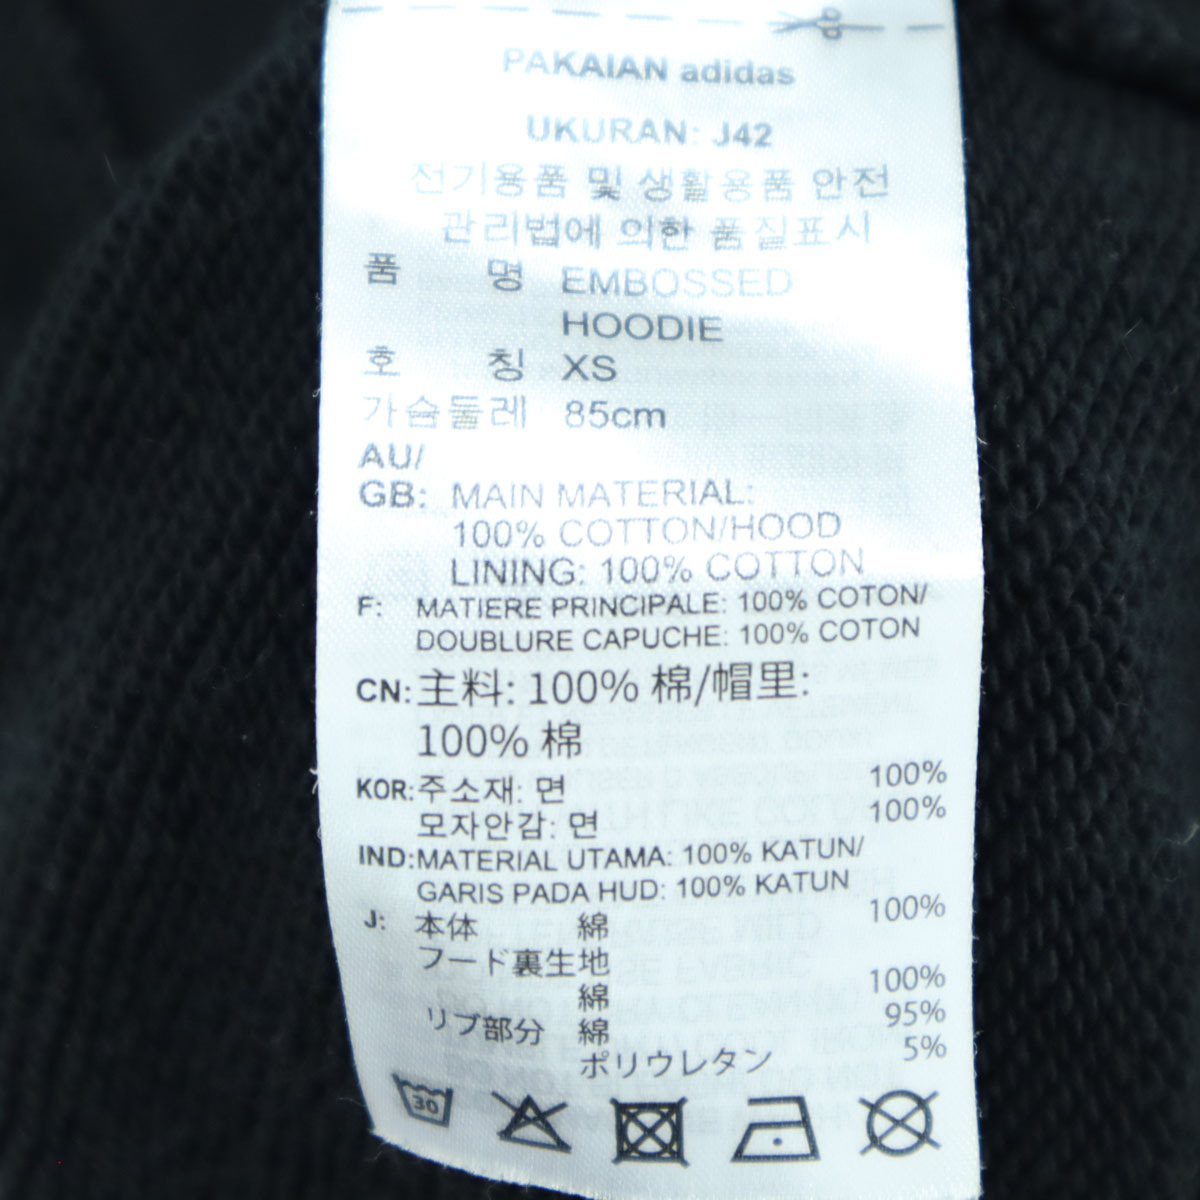 PAKAIAN adidas
UKURAN: J42
전기용품 및 생활용품 안전
관리법에 의한 품질표시
품 명 EMBOSSED
HOODIE
호 칭 XS
가슴둘레 85cm
AU/
GB: MAIN MATERIAL:
100% COTTON/HOOD
LINING: 100% COTTON
F: MATIERE PRINCIPALE: 100% COTON/
DOUBLURE CAPUCHE: 100% COTON
CN: 主料: 100% 棉/帽里:
100% 棉
KOR: 주소재: 면 100%
모자안감: 면 100%
IND: MATERIAL UTAMA: 100% KATUN/
GARIS PADA HUD: 100% KATUN
J: 本体 綿 100%
フード裏生地
綿 100%
リブ部分 綿 95%
ポリウレタン 5%
30